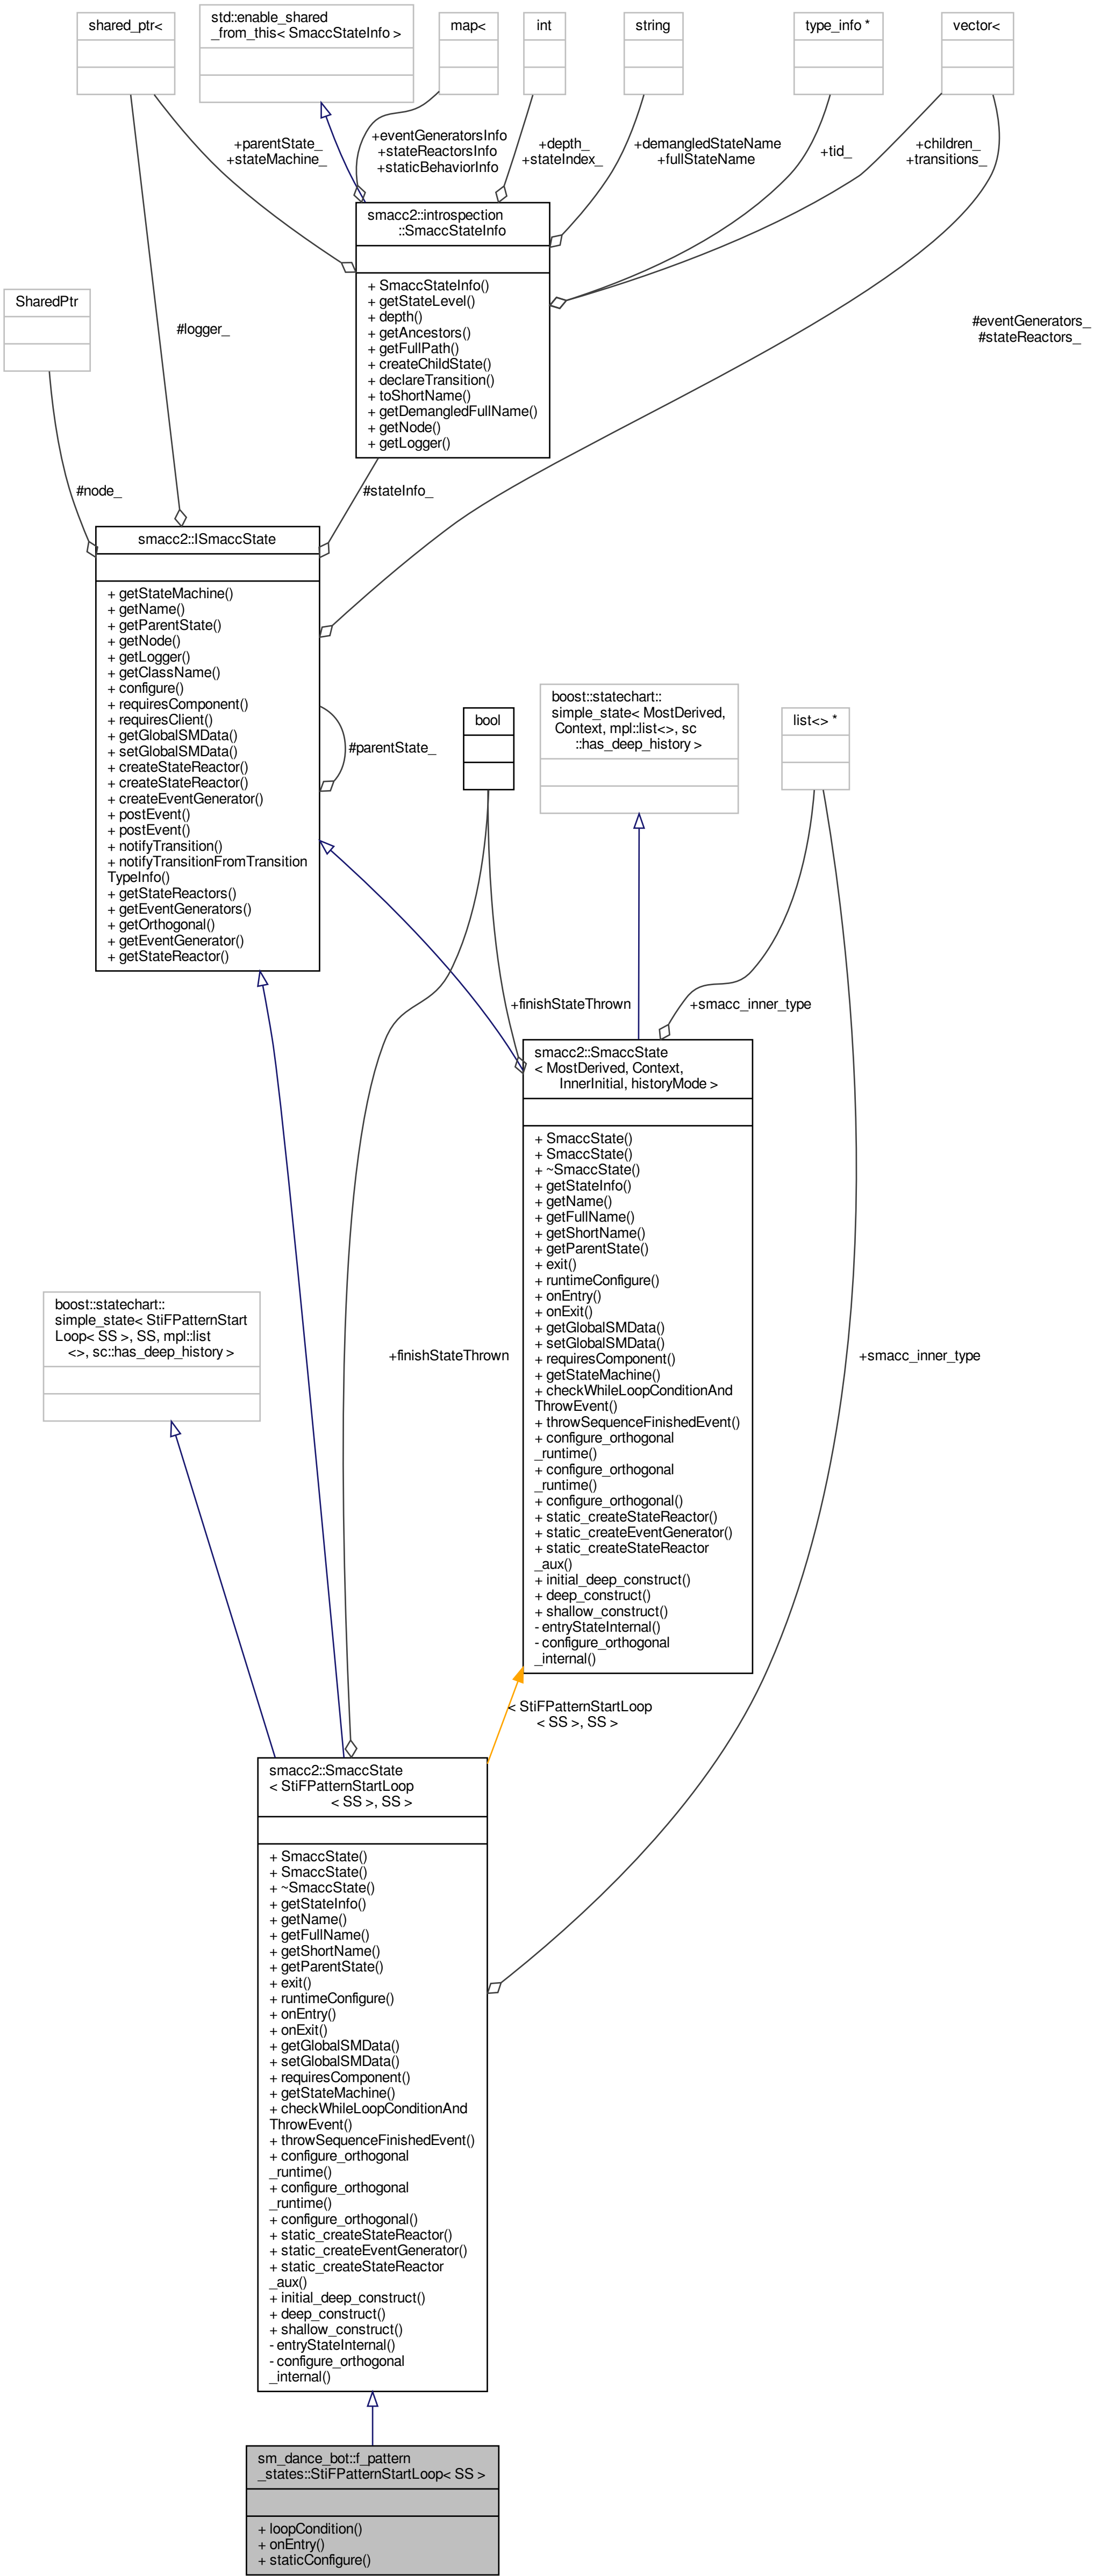 shared_ptr<
std::enable_shared
_from_this< SmaccStateInfo >
map<
int
string
type_info *
vector<
+parentState_
+stateMachine_
+eventGeneratorsInfo
+stateReactorsInfo
+staticBehaviorInfo
+depth_
+stateIndex_
+demangledStateName
+fullStateName
+tid_
+children_
+transitions_
smacc2::introspection
::SmaccStateInfo
+ SmaccStateInfo()
+ getStateLevel()
+ depth()
+ getAncestors()
+ getFullPath()
+ createChildState()
+ declareTransition()
+ toShortName()
+ getDemangledFullName()
+ getNode()
+ getLogger()
SharedPtr
#logger_
#eventGenerators_
#stateReactors_
#node_
#stateInfo_
smacc2::ISmaccState
+ getStateMachine()
+ getName()
+ getParentState()
+ getNode()
+ getLogger()
+ getClassName()
+ configure()
+ requiresComponent()
+ requiresClient()
+ getGlobalSMData()
+ setGlobalSMData()
+ createStateReactor()
+ createStateReactor()
+ createEventGenerator()
+ postEvent()
+ postEvent()
+ notifyTransition()
+ notifyTransitionFromTransition
TypeInfo()
+ getStateReactors()
+ getEventGenerators()
+ getOrthogonal()
+ getEventGenerator()
+ getStateReactor()
#parentState_
bool
boost::statechart::
simple_state< MostDerived,
Context, mpl::list<>, sc
::has_deep_history >
list<> *
+finishStateThrown
+smacc_inner_type
smacc2::SmaccState
< MostDerived, Context,
InnerInitial, historyMode >
+ SmaccState()
+ SmaccState()
+ ~SmaccState()
+ getStateInfo()
+ getName()
+ getFullName()
+ getShortName()
+ getParentState()
+ exit()
+ runtimeConfigure()
+ onEntry()
+ onExit()
+ getGlobalSMData()
+ setGlobalSMData()
+ requiresComponent()
+ getStateMachine()
+ checkWhileLoopConditionAnd
ThrowEvent()
+ throwSequenceFinishedEvent()
+ configure_orthogonal
_runtime()
+ configure_orthogonal
_runtime()
+ configure_orthogonal()
+ static_createStateReactor()
+ static_createEventGenerator()
+ static_createStateReactor
_aux()
+ initial_deep_construct()
+ deep_construct()
+ shallow_construct()
- entryStateInternal()
- configure_orthogonal
_internal()
boost::statechart::
simple_state< StiFPatternStart
Loop< SS >, SS, mpl::list
<>, sc::has_deep_history >
+finishStateThrown
+smacc_inner_type
< StiFPatternStartLoop
< SS >, SS >
smacc2::SmaccState
< StiFPatternStartLoop
< SS >, SS >
+ SmaccState()
+ SmaccState()
+ ~SmaccState()
+ getStateInfo()
+ getName()
+ getFullName()
+ getShortName()
+ getParentState()
+ exit()
+ runtimeConfigure()
+ onEntry()
+ onExit()
+ getGlobalSMData()
+ setGlobalSMData()
+ requiresComponent()
+ getStateMachine()
+ checkWhileLoopConditionAnd
ThrowEvent()
+ throwSequenceFinishedEvent()
+ configure_orthogonal
_runtime()
+ configure_orthogonal
_runtime()
+ configure_orthogonal()
+ static_createStateReactor()
+ static_createEventGenerator()
+ static_createStateReactor
_aux()
+ initial_deep_construct()
+ deep_construct()
+ shallow_construct()
- entryStateInternal()
- configure_orthogonal
_internal()
sm_dance_bot::f_pattern
_states::StiFPatternStartLoop< SS >
+ loopCondition()
+ onEntry()
+ staticConfigure()